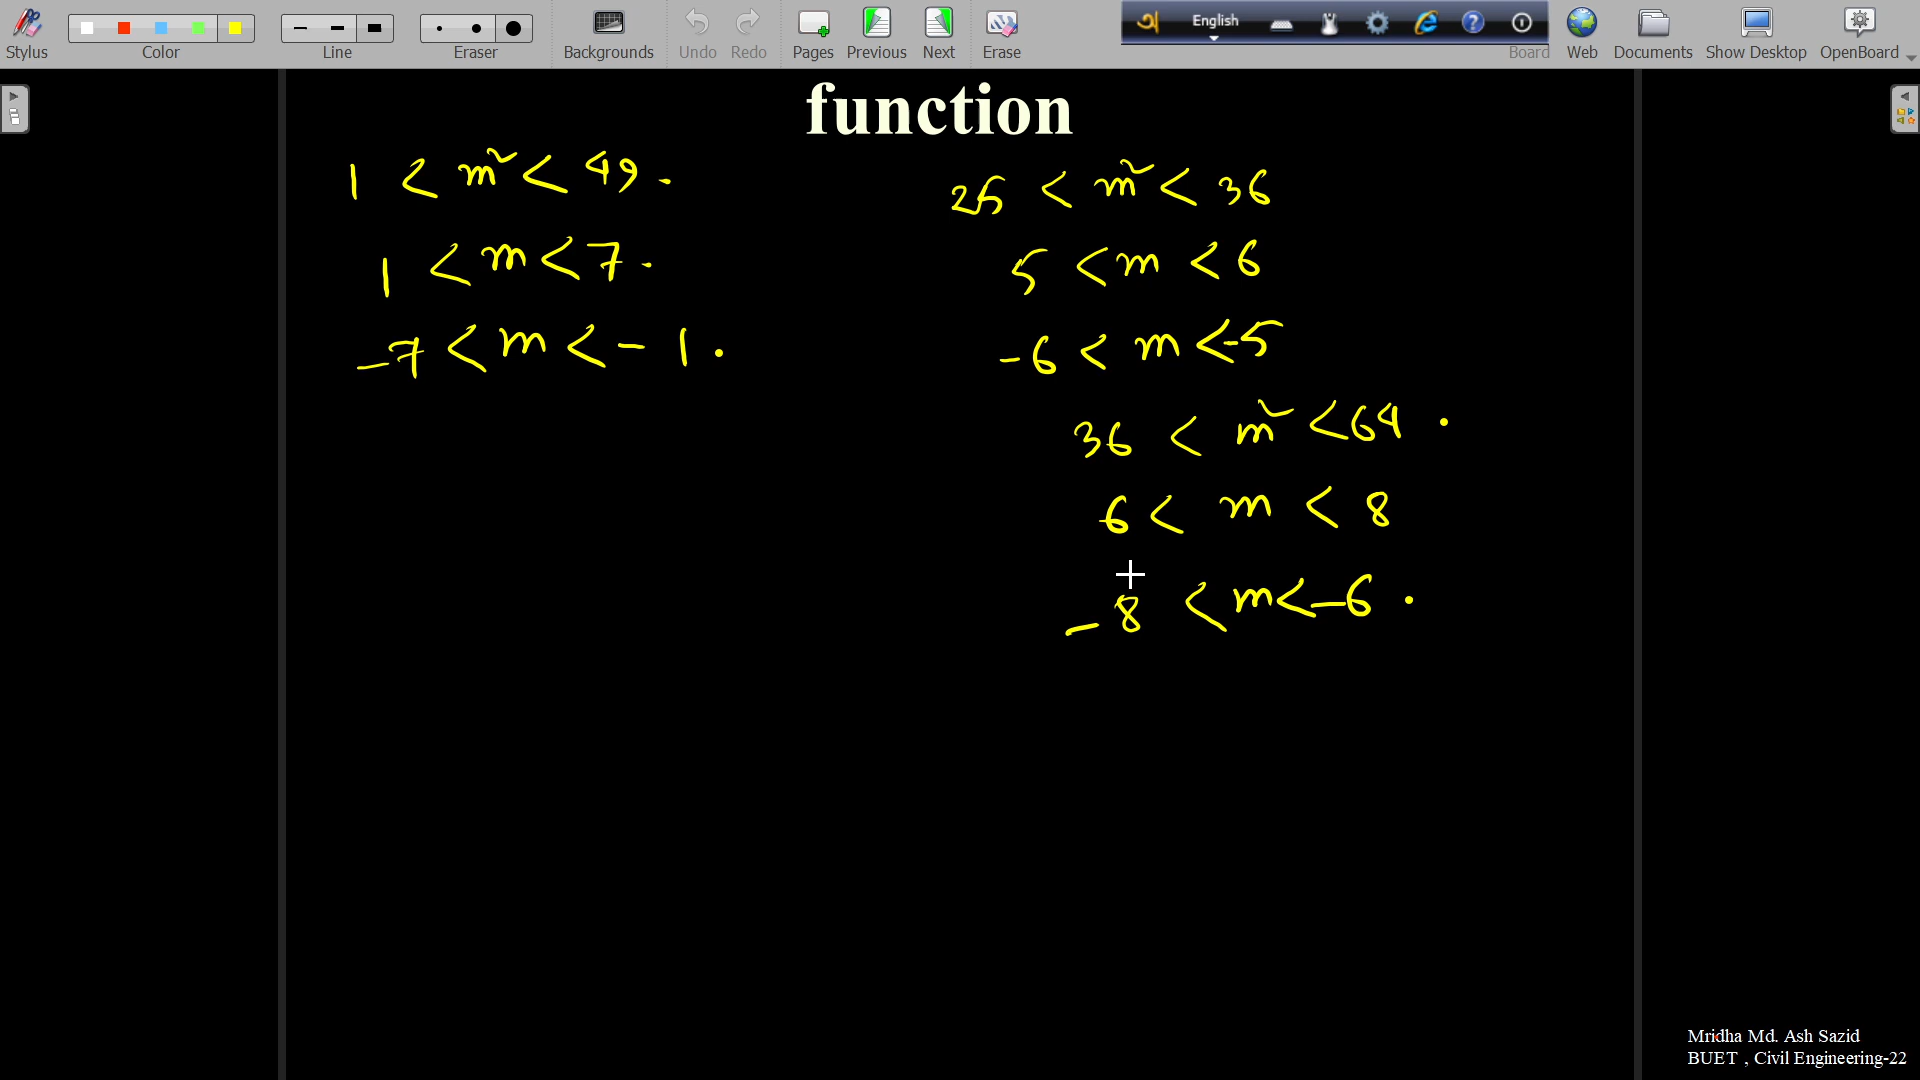 English
Stylus Color Line Eraser Backgrounds Undo Redo Pages Previous Next Erase Board Web Documents Show Desktop OpenBoard
function
1 < m² < 49.
1 < m < 7.
-7 < m < -1.
25 < m² < 36
5 < m < 6
-6 < m < -5
36 < m² < 64.
6 < m < 8
-8 < m < -6.
Mridha Md. Ash Sazid
BUET , Civil Engineering-22